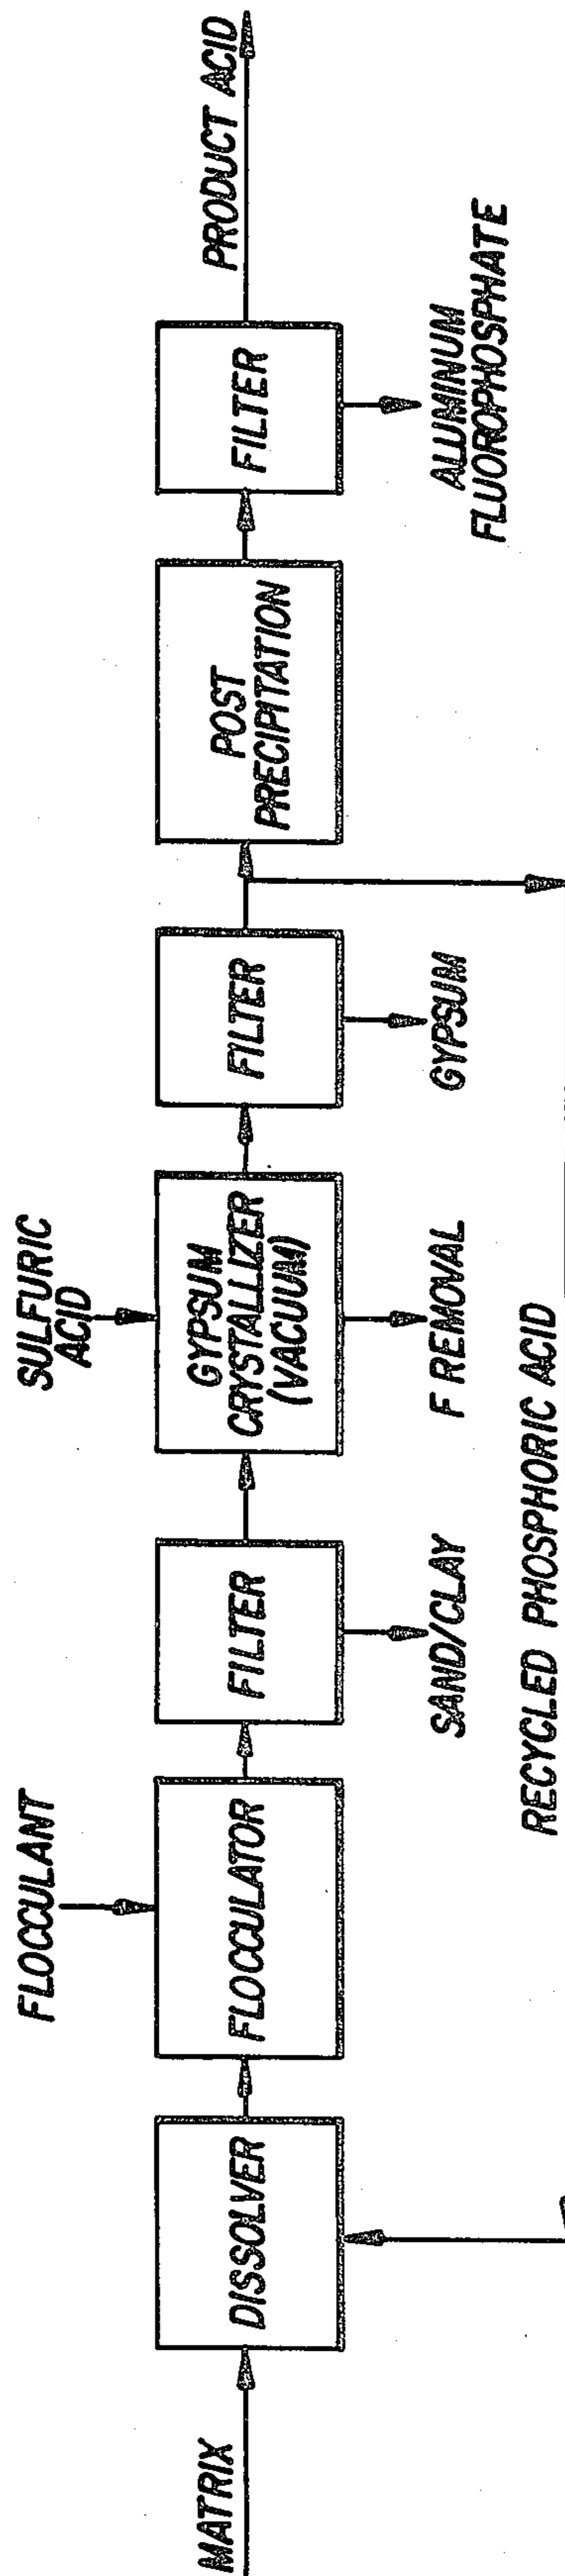 MATRIX
DISSOLVER
FLOCCULANT
FLOCCULATOR
FILTER
SAND/CLAY
SULFURIC
ACID
GYPSUM
CRYSTALLIZER
(VACUUM)
F REMOVAL
FILTER
GYPSUM
POST
PRECIPITATION
FILTER
ALUMINUM
FLUOROPHOSPHATE
PRODUCT ACID
RECYCLED PHOSPHORIC ACID